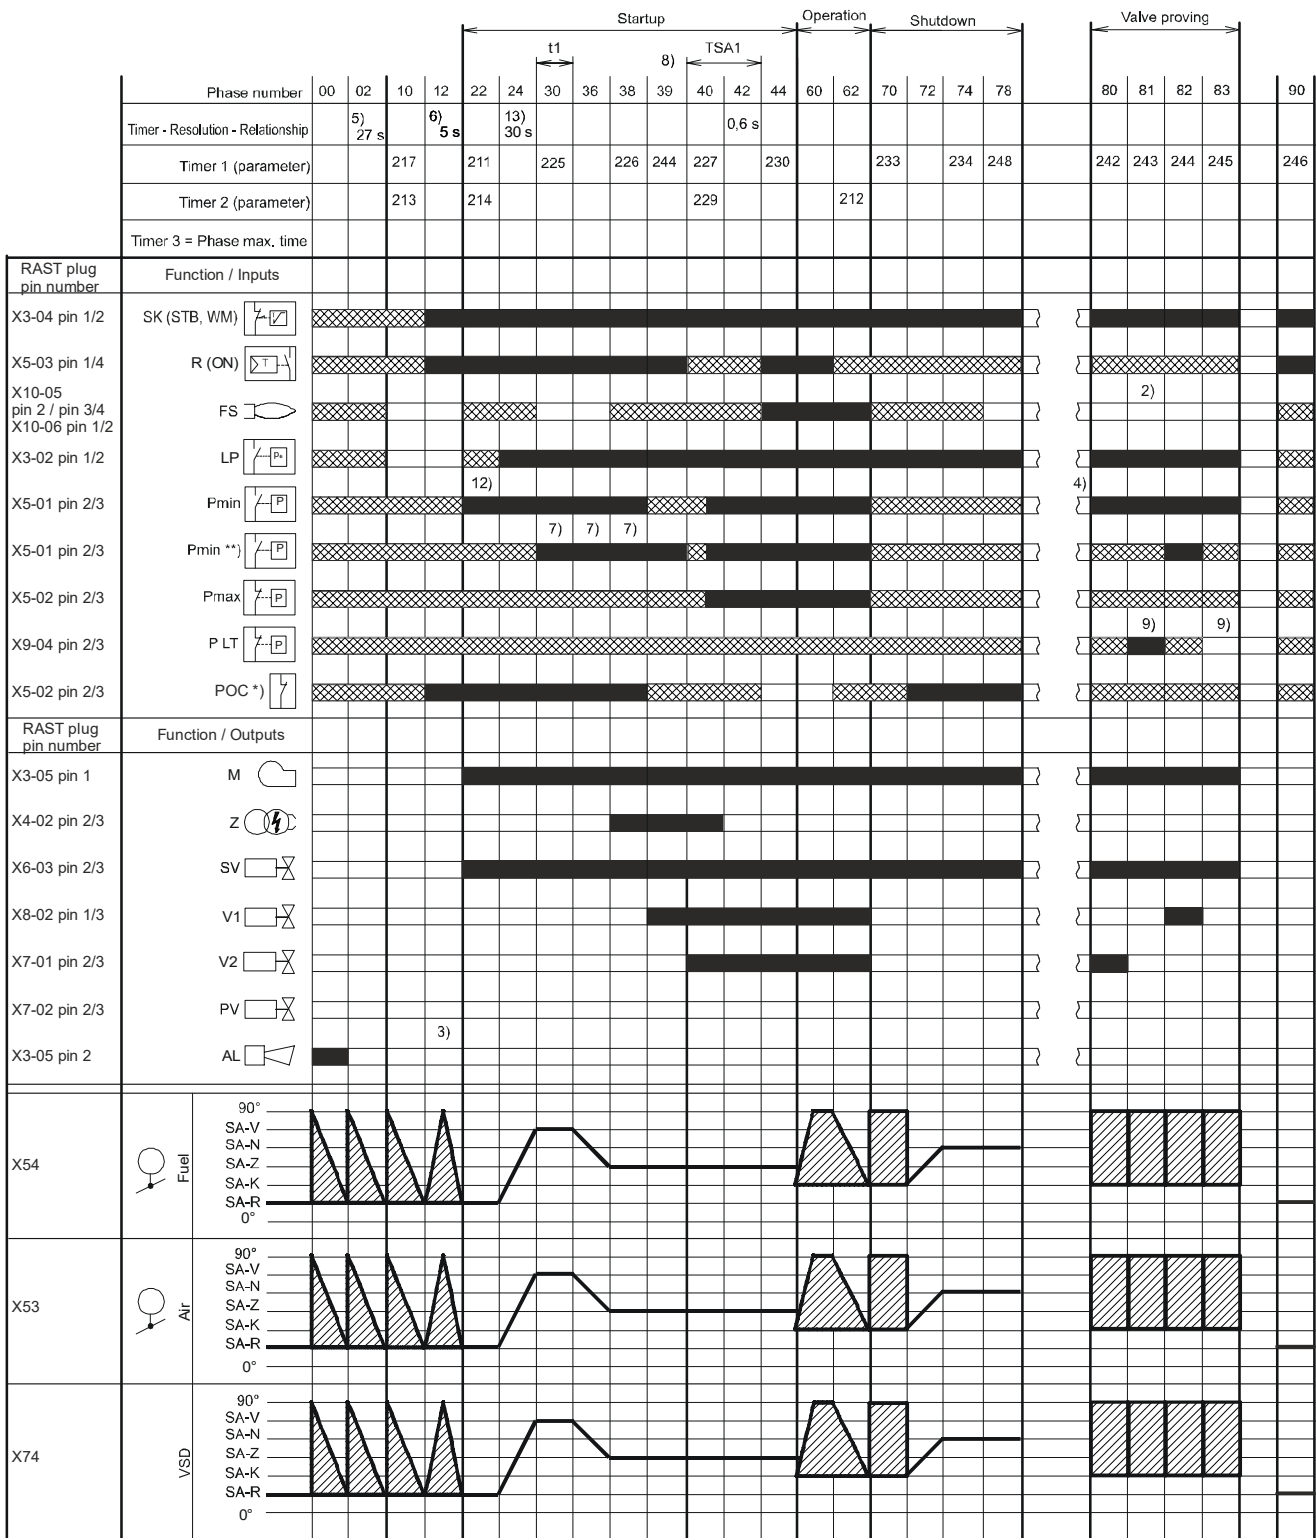 Startup Operation Shutdown Valve proving
t1 8) TSA1
Phase number 00 02 10 12 22 24 30 36 38 39 40 42 44 60 62 70 72 74 78 80 81 82 83 90
Timer - Resolution - Relationship 5) 27 s 6) 5 s 13) 30 s 0,6 s
Timer 1 (parameter) 217 211 225 226 244 227 230 233 234 248 242 243 244 245 246
Timer 2 (parameter) 213 214 229 212
Timer 3 = Phase max. time
RAST plug
pin number
Function / Inputs
X3-04 pin 1/2 SK (STB, WM)
X5-03 pin 1/4 R (ON) T
X10-05
pin 2 / pin 3/4
X10-06 pin 1/2
FS 2)
X3-02 pin 1/2 LP
12) 4)
X5-01 pin 2/3 Pmin P
7) 7) 7)
X5-01 pin 2/3 Pmin **) P
X5-02 pin 2/3 Pmax P
9) 9)
X9-04 pin 2/3 P LT P
X5-02 pin 2/3 POC *)
RAST plug
pin number
Function / Outputs
X3-05 pin 1 M
X4-02 pin 2/3 Z
X6-03 pin 2/3 SV
X8-02 pin 1/3 V1
X7-01 pin 2/3 V2
X7-02 pin 2/3 PV
3)
X3-05 pin 2 AL
X54
Fuel
90°
SA-V
SA-N
SA-Z
SA-K
SA-R
0°
X53
Air
90°
SA-V
SA-N
SA-Z
SA-K
SA-R
0°
X74
VSD
90°
SA-V
SA-N
SA-Z
SA-K
SA-R
0°